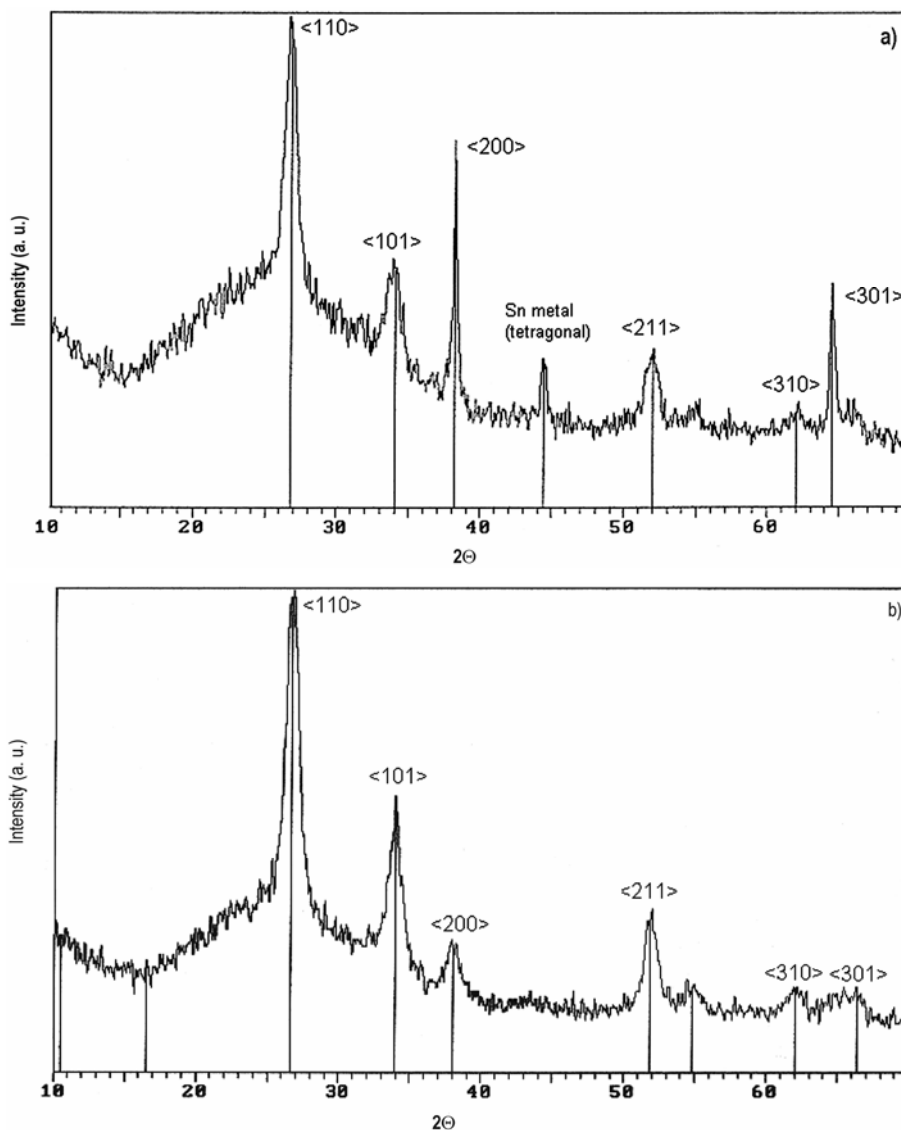 a)
<110>
<200>
<101>
Sn metal
(tetragonal)
<211>
<301>
<310>
Intensity (a. u.)
10 20 30 40 50 60
2Θ
b)
<110>
<101>
<200>
<211>
<310> <301>
Intensity (a. u.)
10 20 30 40 50 60
2Θ